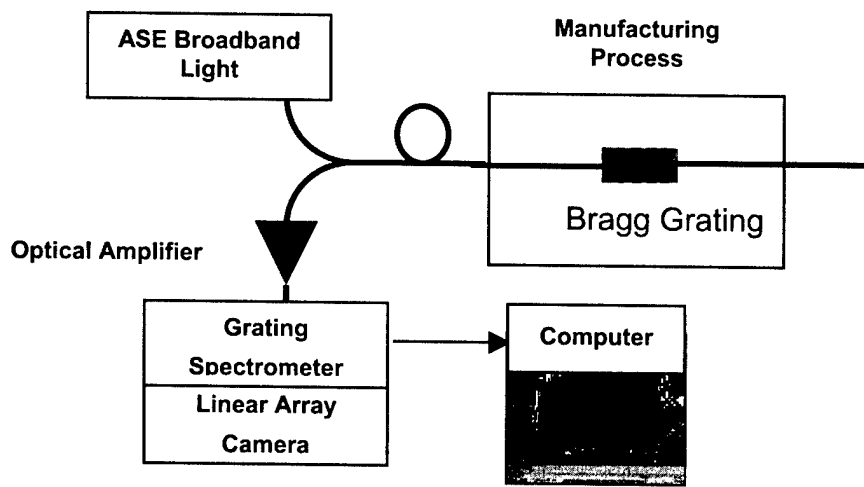 ASE Broadband
Light
Manufacturing
Process
Bragg Grating
Optical Amplifier
Grating
Spectrometer
Linear Array
Camera
Computer